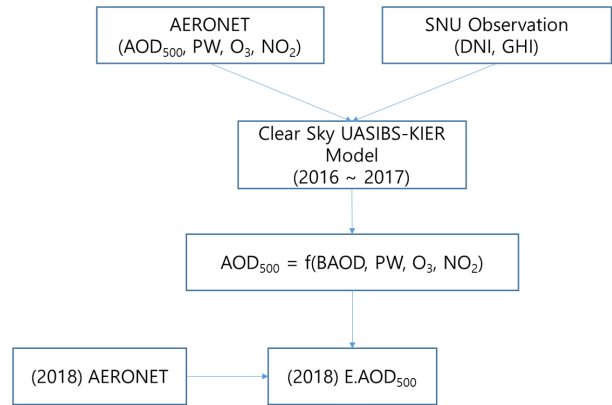 AERONET
(AOD₅₀₀, PW, O₃, NO₂)
SNU Observation
(DNI, GHI)
Clear Sky UASIBS-KIER
Model
(2016 ~ 2017)
AOD₅₀₀ = f(BAOD, PW, O₃, NO₂)
(2018) AERONET
(2018) E.AOD₅₀₀